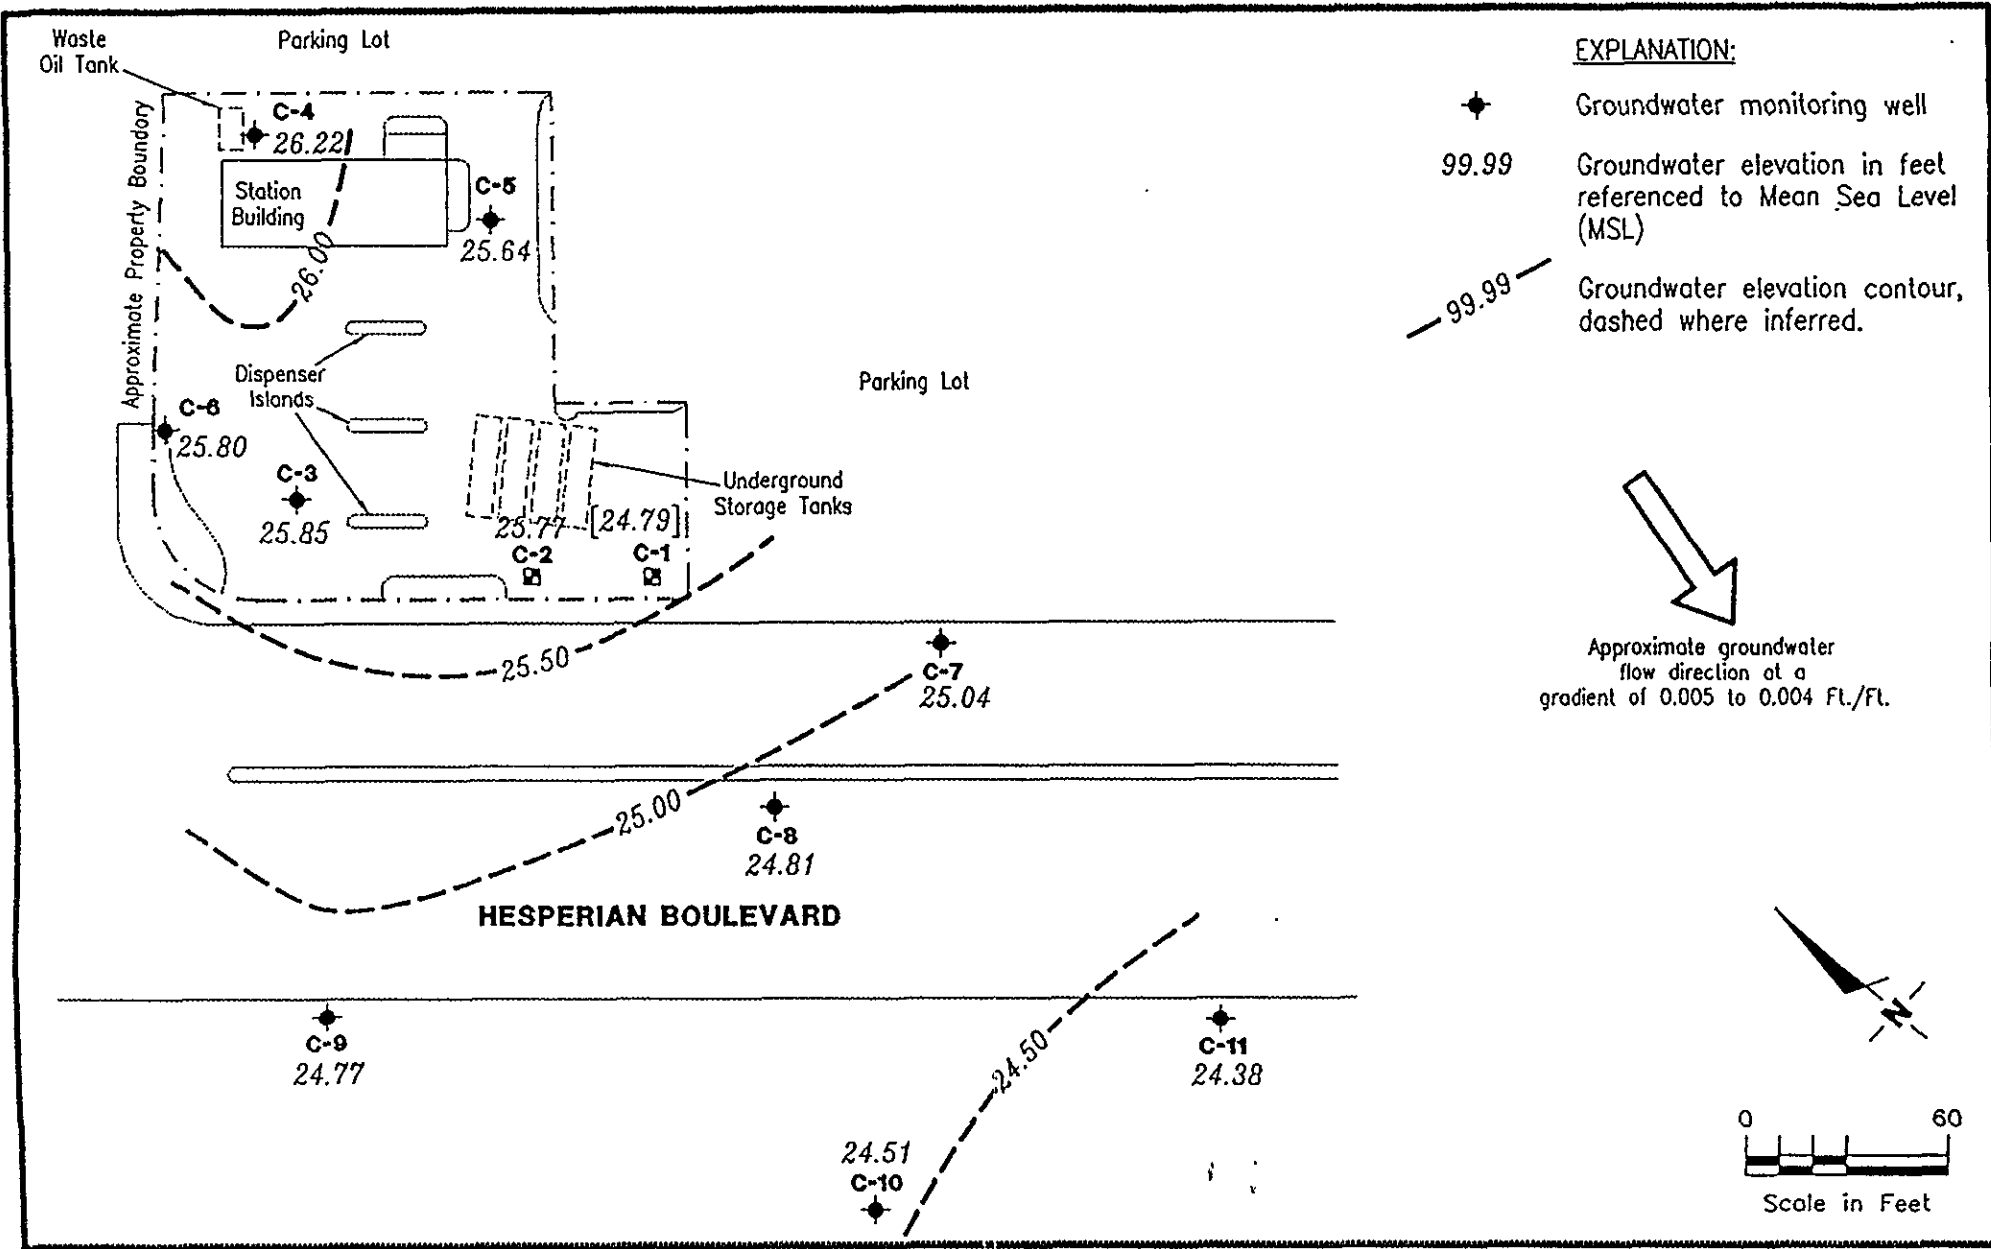 Waste
Oil Tank
Parking Lot
EXPLANATION:
Groundwater monitoring well
99.99
Groundwater elevation in feet
referenced to Mean Sea Level
(MSL)
99.99
Groundwater elevation contour,
dashed where inferred.
Approximate Property Boundary
C-4
26.22
Station
Building
C-5
25.64
26.00
Dispenser
Islands
Parking Lot
C-6
25.80
C-3
25.85
Underground
Storage Tanks
25.77
[24.79]
C-2
C-1
25.50
C-7
25.04
Approximate groundwater
flow direction at a
gradient of 0.005 to 0.004 Ft./Ft.
25.00
C-8
24.81
HESPERIAN BOULEVARD
N
C-9
24.77
24.50
C-11
24.38
24.51
C-10
0 60
Scale in Feet